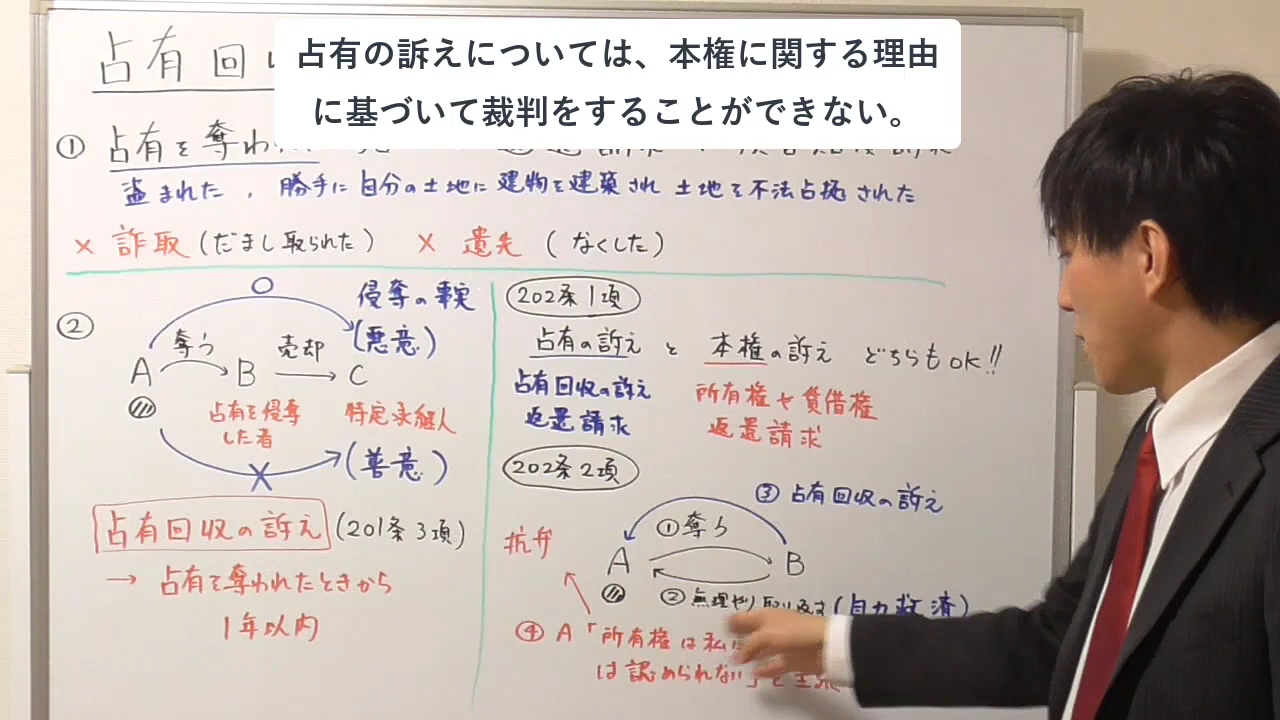 占有の訴えについては、本権に関する理由
に基づいて裁判をすることができない。
占有回
① 占有を奪われ
盗まれた , 勝手に自分の土地に建物を建築され 土地を不法占拠された
× 詐取 (だまし取られた) × 遺失 (なくした)
②
○ 侵奪の事実
(悪意)
A 奪う B 売却 C
占有を侵奪した者
特定承継人
× (善意)
占有回収の訴え (201条3項)
→ 占有を奪われたときから
1年以内
202条1項
占有の訴え と 本権の訴え どちらもOK!!
占有回収の訴え 所有権や賃借権
返還請求 返還請求
202条2項
③ 占有回収の訴え
①奪う
抗弁 A B
② 無理やり取り返す (自力救済)
④ A「所有権は私に
は認められない」と主張